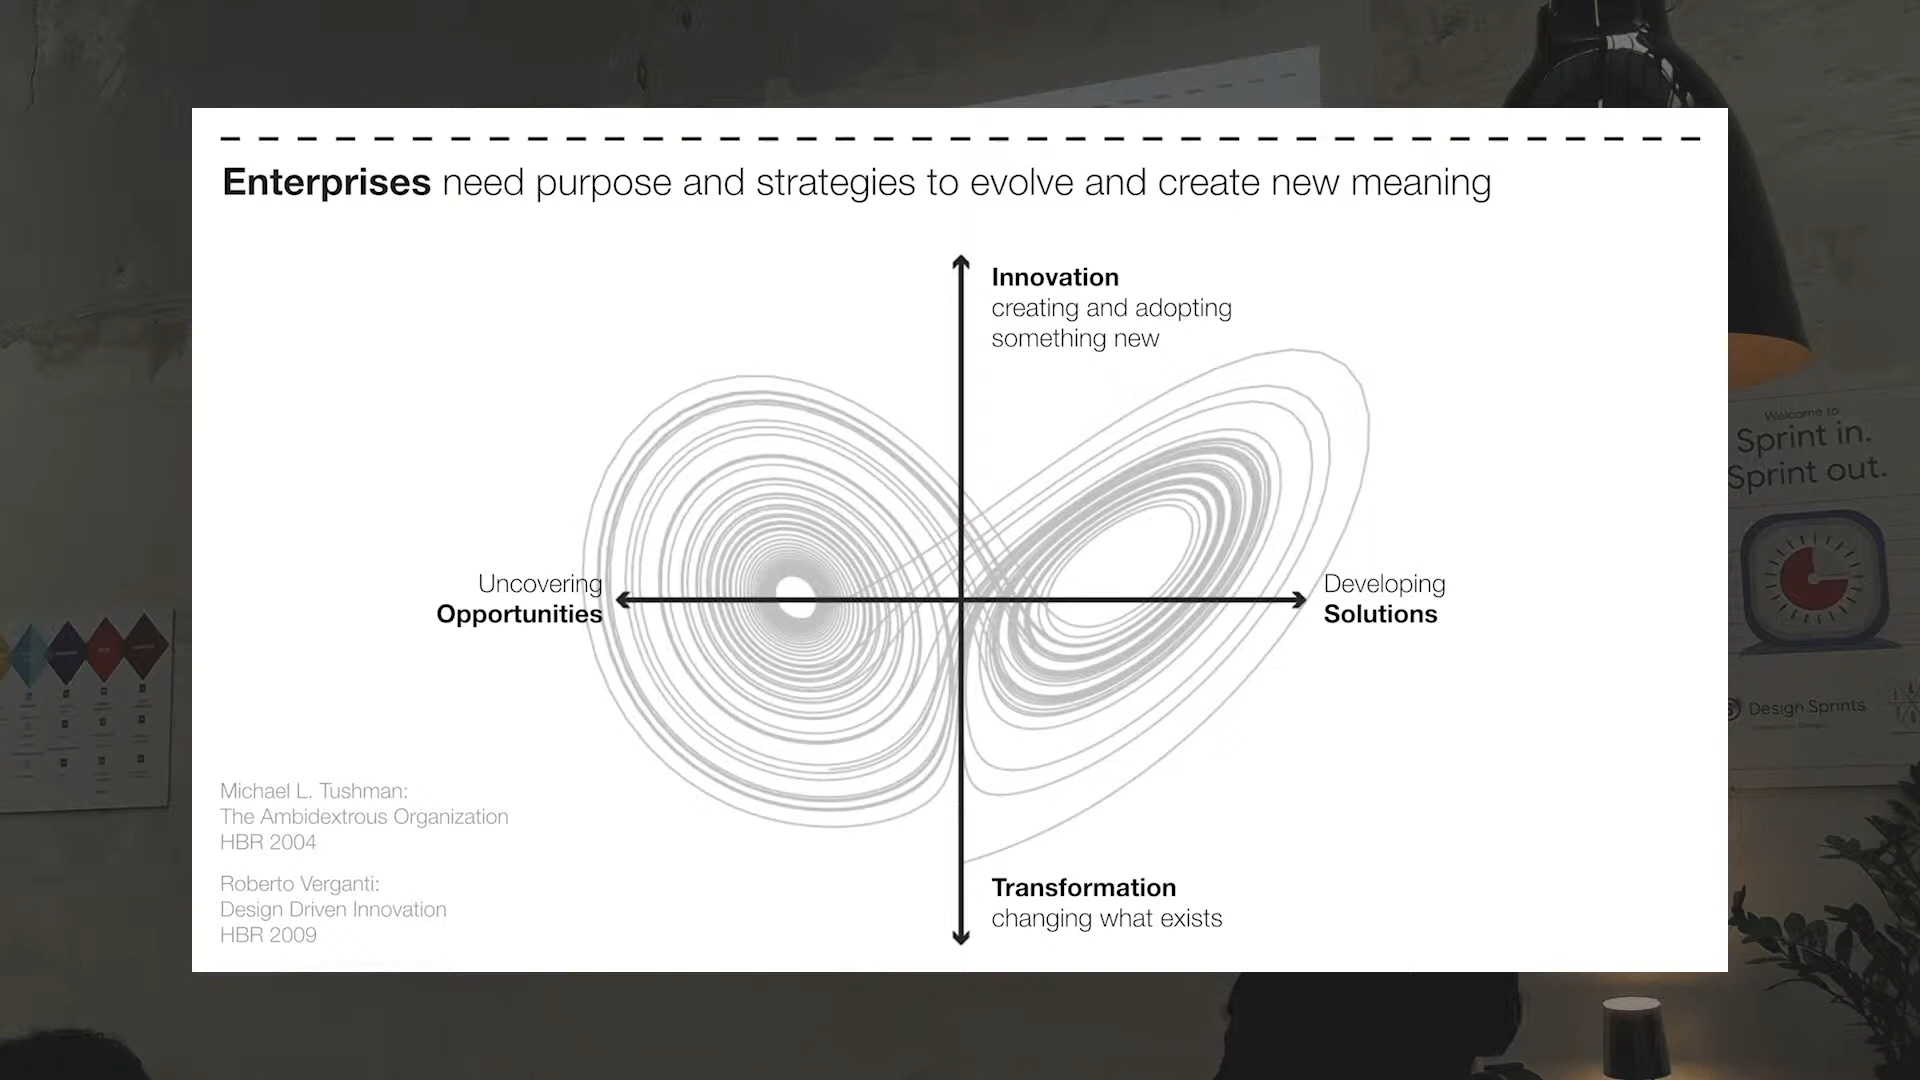 Enterprises need purpose and strategies to evolve and create new meaning
Innovation
creating and adopting
something new
Uncovering
Opportunities
Developing
Solutions
Transformation
changing what exists
Michael L. Tushman:
The Ambidextrous Organization
HBR 2004
Roberto Verganti:
Design Driven Innovation
HBR 2009
Welcome to
Sprint in.
Sprint out.
Design Sprints